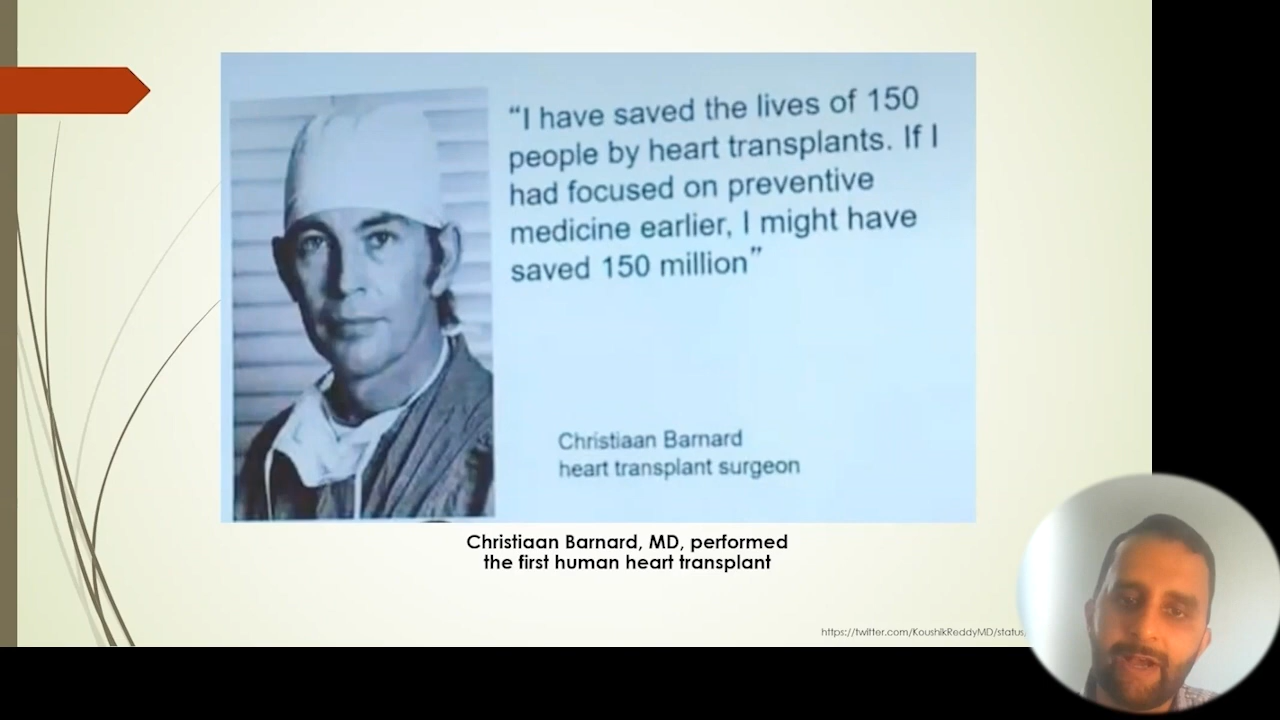 “I have saved the lives of 150
people by heart transplants. If I
had focused on preventive
medicine earlier, I might have
saved 150 million”
Christiaan Barnard
heart transplant surgeon
Christiaan Barnard, MD, performed
the first human heart transplant
https://twitter.com/KoushikReddyMD/status